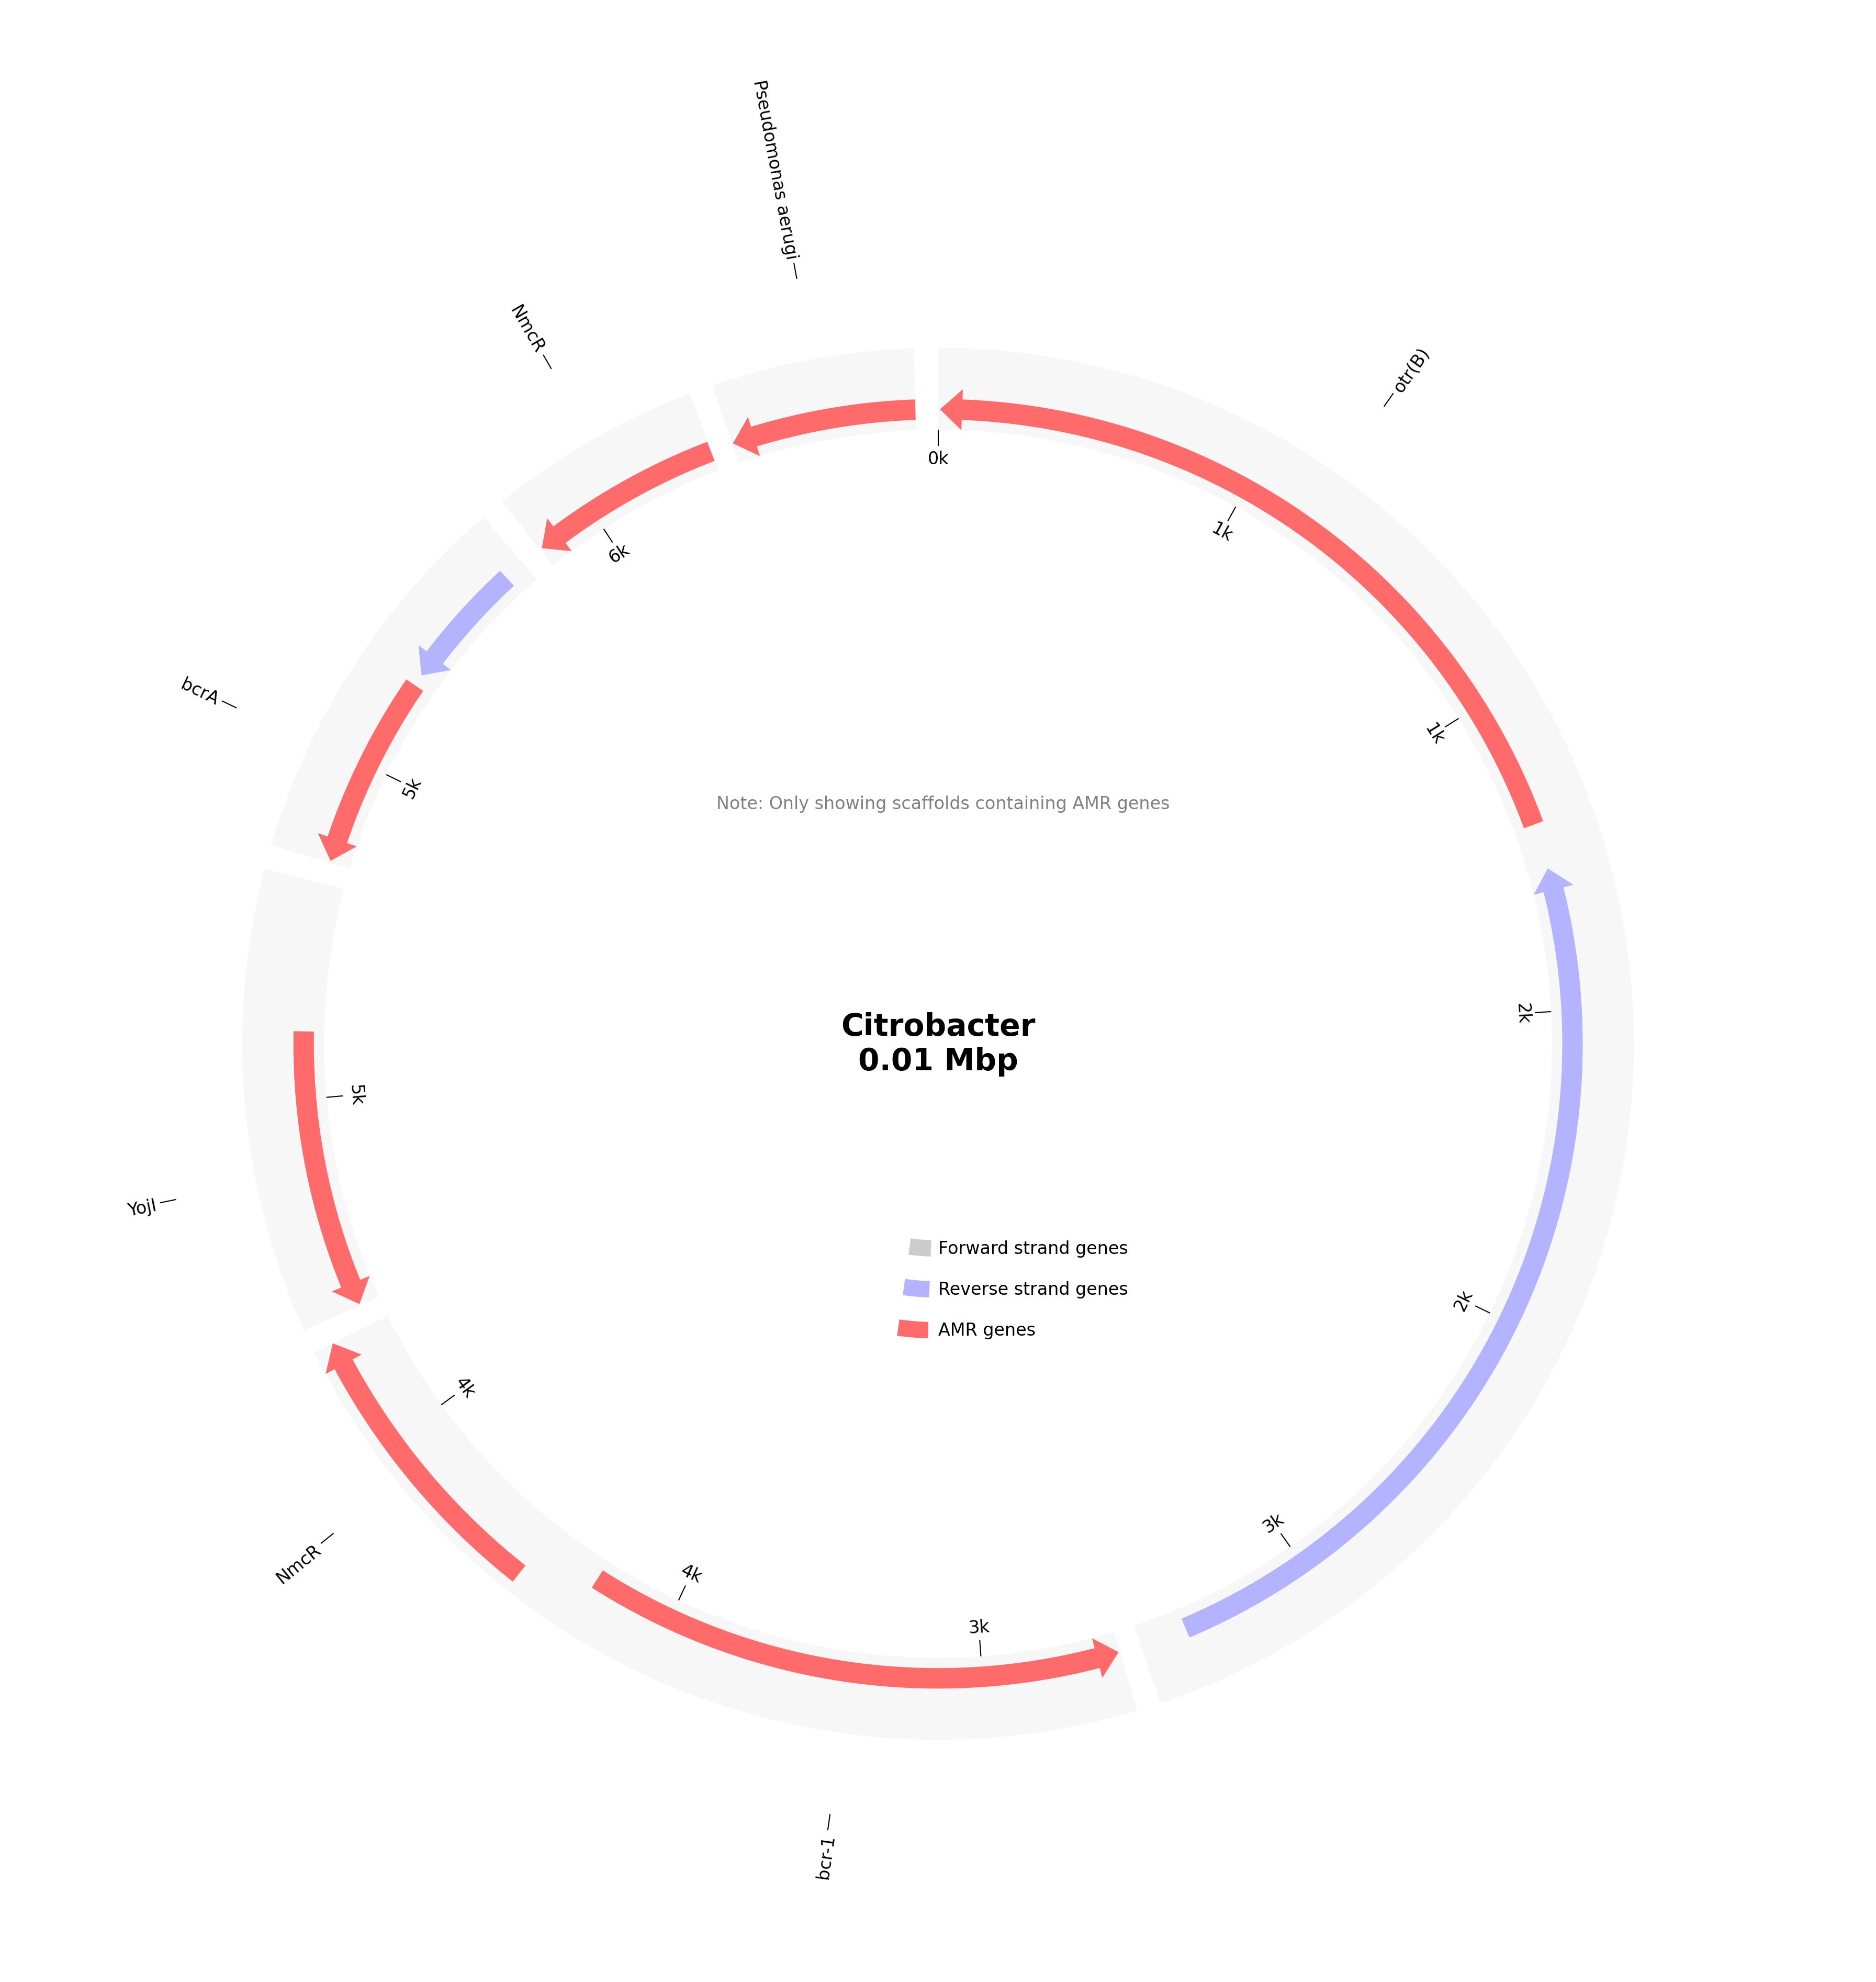 Pseudomonas aerugi
NmcR
otr(B)
0k
1k
6k
bcrA
1k
5k
Note: Only showing scaffolds containing AMR genes
2k
Citrobacter
0.01 Mbp
5k
YojI
Forward strand genes
Reverse strand genes
AMR genes
2k
4k
3k
NmcR
4k
3k
bcr-1